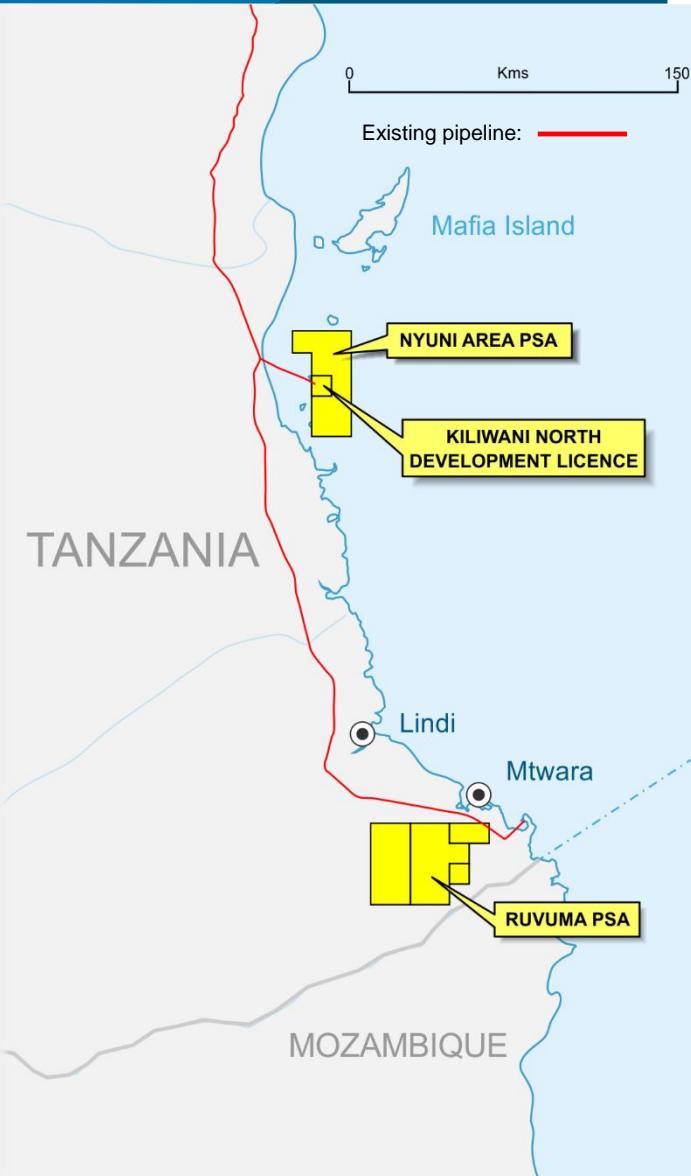 0 Kms 150
Existing pipeline:
Mafia Island
NYUNI AREA PSA
KILIWANI NORTH
DEVELOPMENT LICENCE
TANZANIA
Lindi
Mtwara
RUVUMA PSA
MOZAMBIQUE